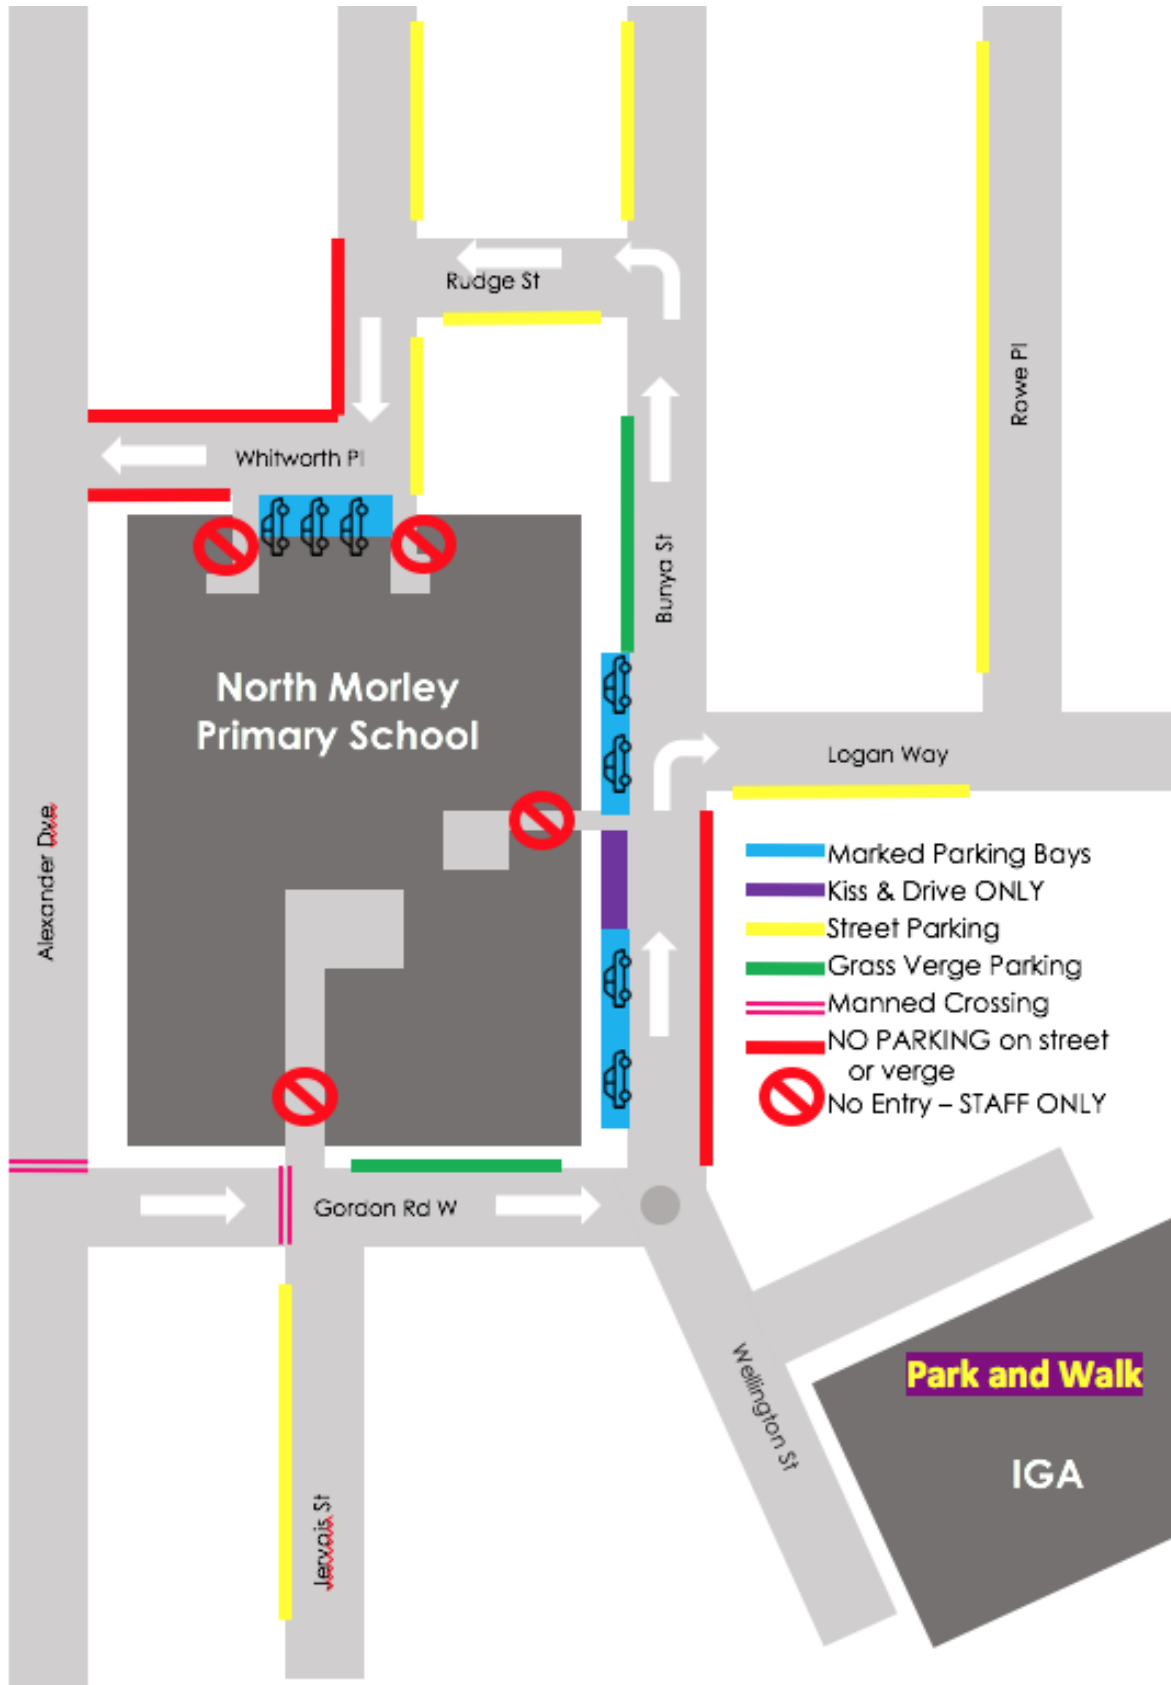 Rudge St
Rowe Pl
Whitworth Pl
Bunya St
North Morley
Primary School
Logan Way
Alexander Dve
Marked Parking Bays
Kiss & Drive ONLY
Street Parking
Grass Verge Parking
Manned Crossing
NO PARKING on street
or verge
No Entry – STAFF ONLY
Gordon Rd W
Wellington St
Park and Walk
IGA
Jervais St